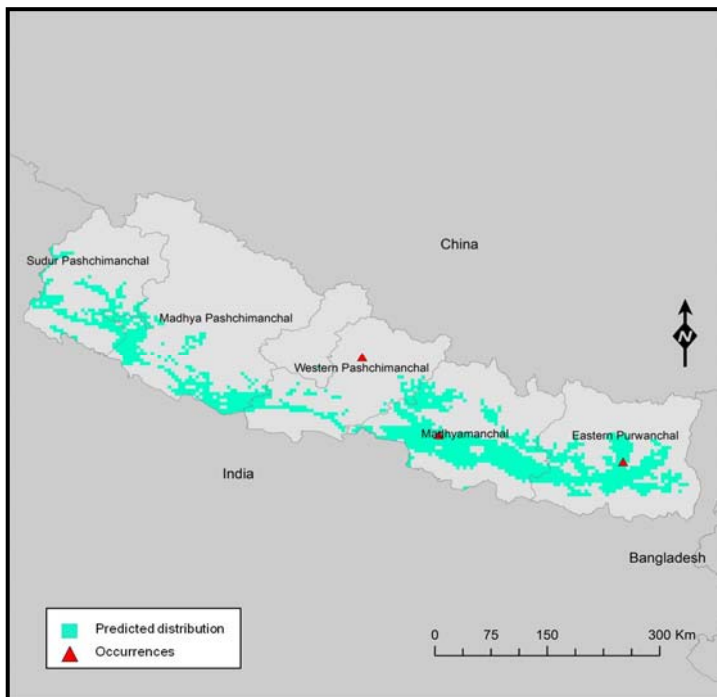 China
Sudur Pashchimanchal
Madhya Pashchimanchal
N
Western Pashchimanchal
Madhyamanchal
Eastern Purwanchal
India
Bangladesh
Predicted distribution
Occurrences
0 75 150 300 Km